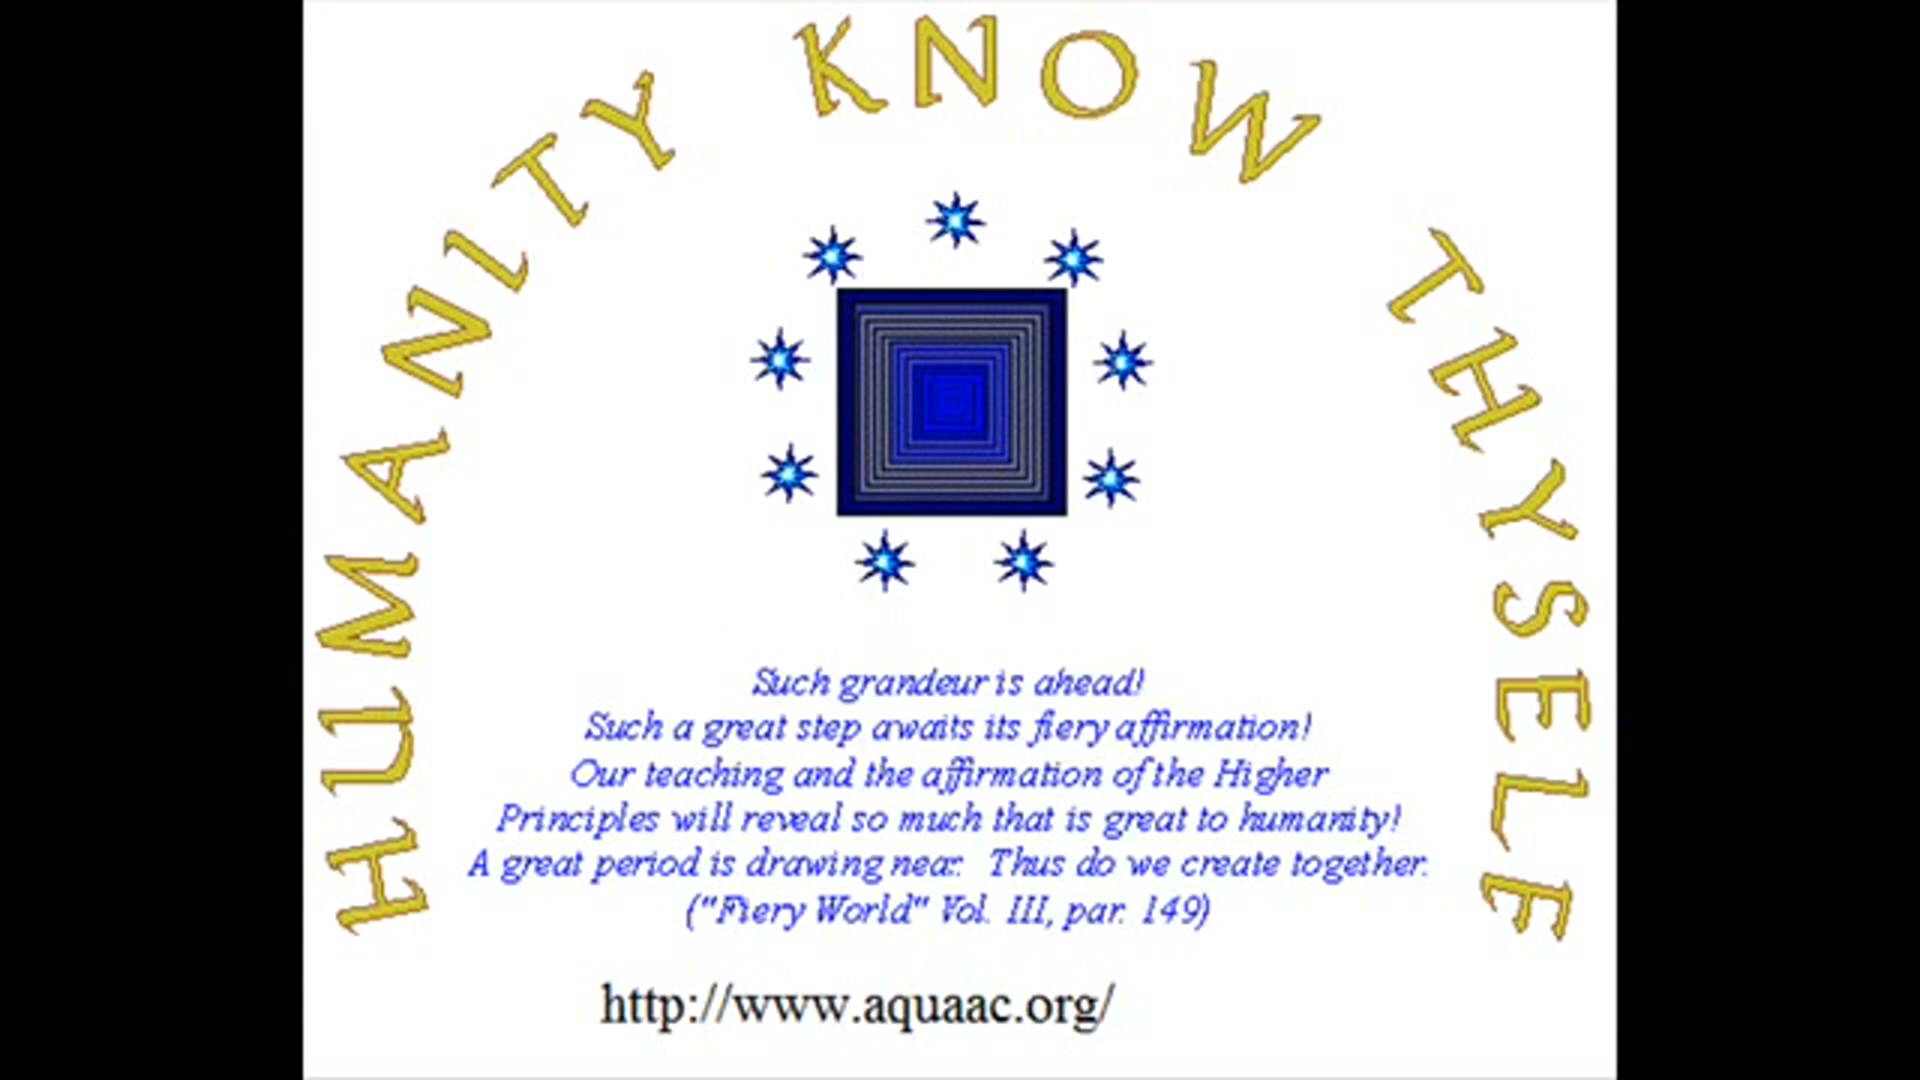 HUMANITY KNOW THYSELF
Such grandeur is ahead!
Such a great step awaits its fiery affirmation!
Our teaching and the affirmation of the Higher
Principles will reveal so much that is great to humanity!
A great period is drawing near. Thus do we create together.
("Fiery World" Vol. III, par. 149)
http://www.aquaac.org/